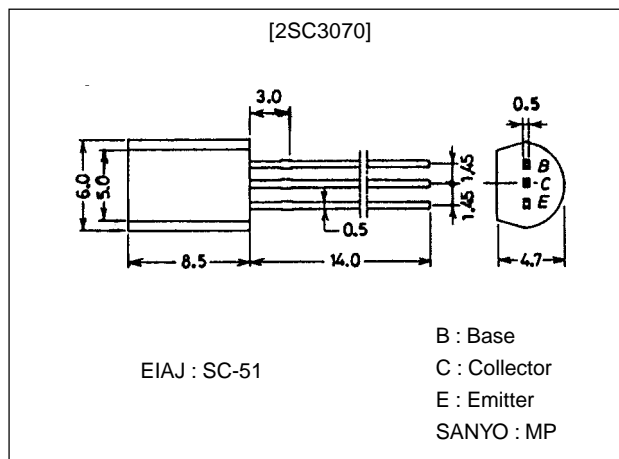 [2SC3070]
3.0
0.5
6.0
5.0
1.45
1.45
B
C
E
0.5
8.5
14.0
4.7
EIAJ : SC-51
B : Base
C : Collector
E : Emitter
SANYO : MP